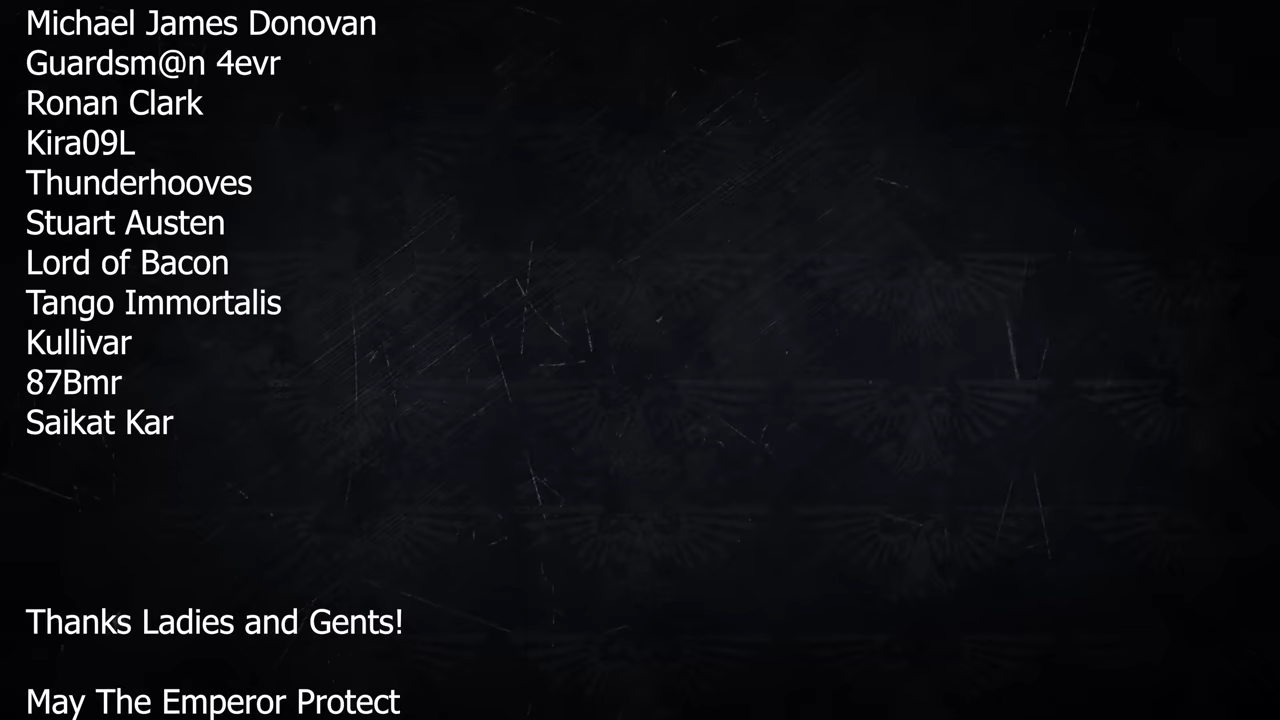 Michael James Donovan
Guardsm@n 4evr
Ronan Clark
Kira09L
Thunderhooves
Stuart Austen
Lord of Bacon
Tango Immortalis
Kullivar
87Bmr
Saikat Kar
Thanks Ladies and Gents!
May The Emperor Protect